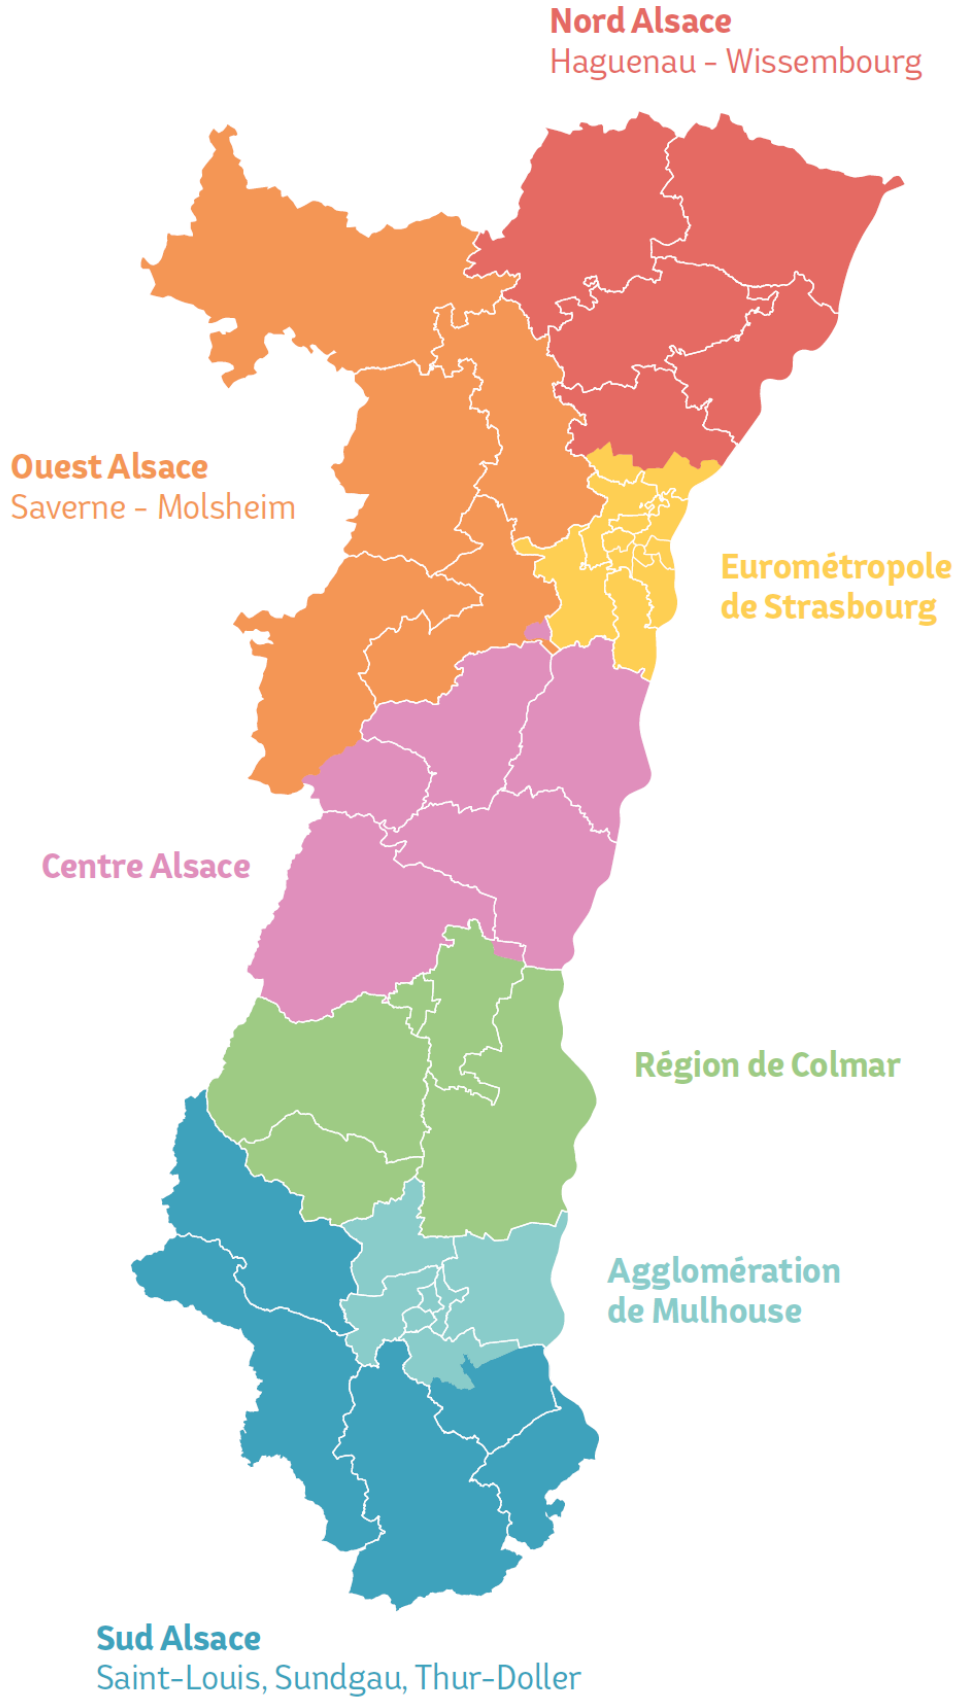 Nord Alsace
Haguenau - Wissembourg
Ouest Alsace
Saverne - Molsheim
Eurométropole
de Strasbourg
Centre Alsace
Région de Colmar
Agglomération
de Mulhouse
Sud Alsace
Saint-Louis, Sundgau, Thur-Doller